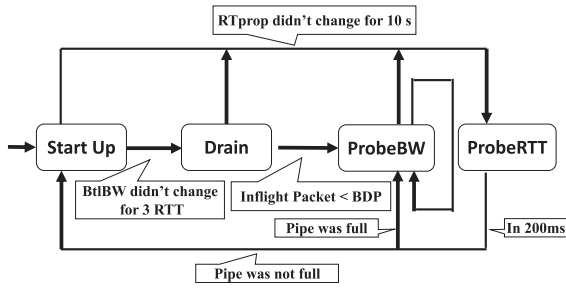 RTprop didn't change for 10 s
Start Up
Drain
ProbeBW
ProbeRTT
BtlBW didn't change
for 3 RTT
Inflight Packet < BDP
Pipe was full
In 200ms
Pipe was not full